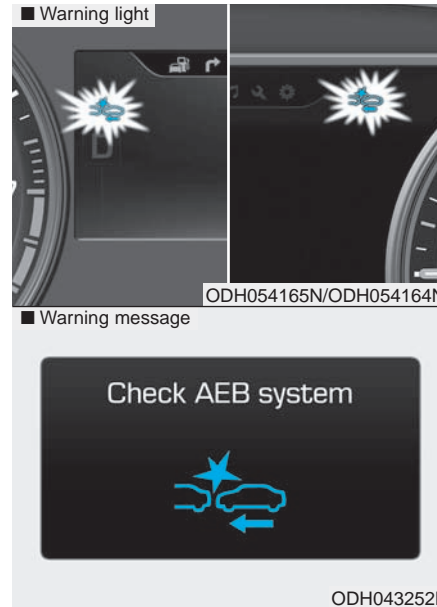 ■ Warning light
D
ODH054165N/ODH054164N
■ Warning message
Check AEB system
ODH043252